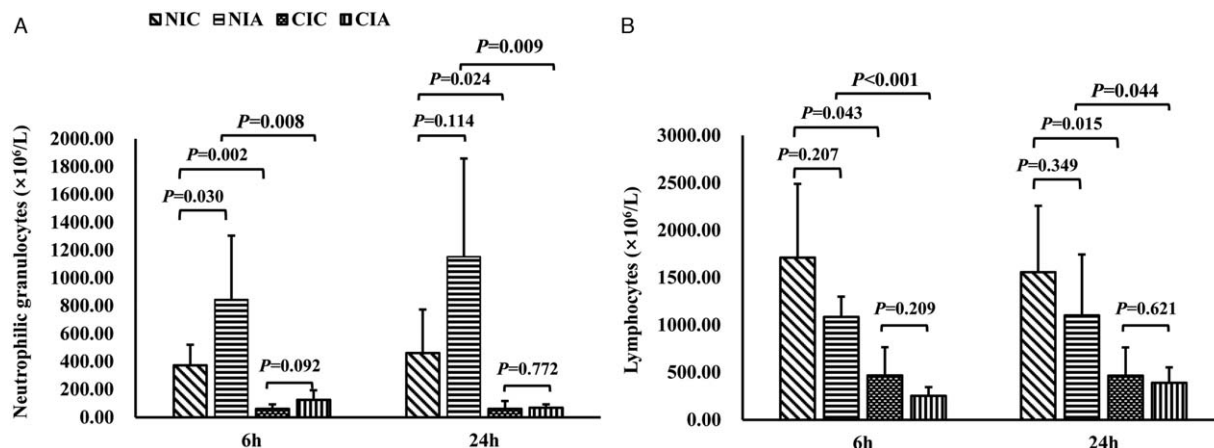 A
NIC NIA CIC CIA
P=0.009
P=0.024
P=0.008
P=0.114
P=0.002
P=0.030
P=0.092
P=0.772
Neutrophilic granulocytes (×10⁶/L)
2000.00
1800.00
1600.00
1400.00
1200.00
1000.00
800.00
600.00
400.00
200.00
0.00
6h 24h
B
P<0.001
P=0.044
P=0.043
P=0.015
P=0.207
P=0.349
P=0.209
P=0.621
Lymphocytes (×10⁶/L)
3000.00
2500.00
2000.00
1500.00
1000.00
500.00
0.00
6h 24h